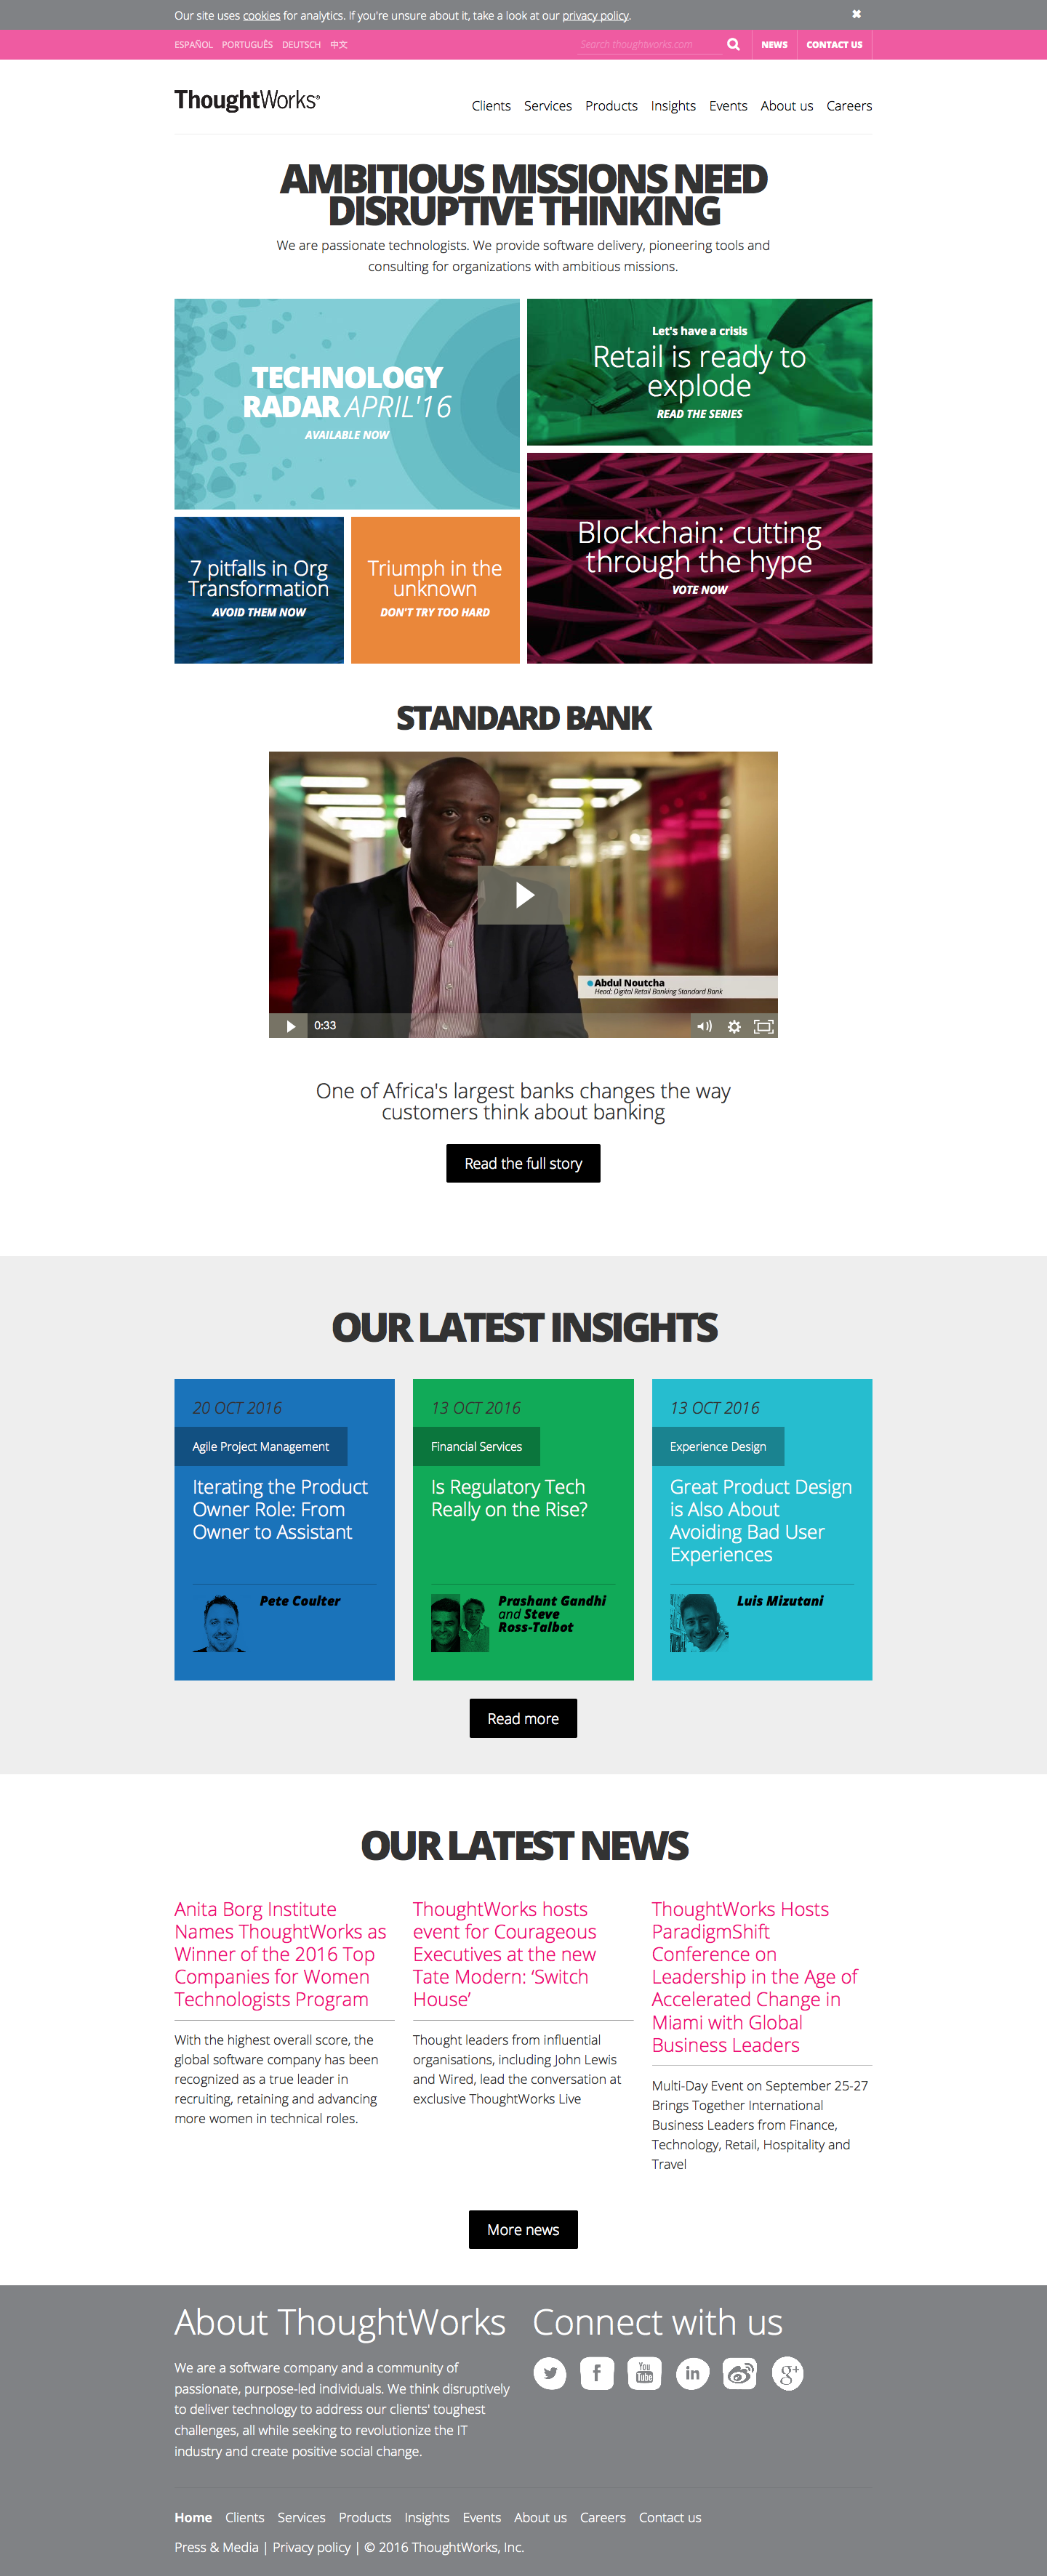 Our site uses cookies for analytics. If you're unsure about it, take a look at our privacy policy.
ESPAÑOL PORTUGUÊS DEUTSCH 中文
Search thoughtworks.com
NEWS CONTACT US
ThoughtWorks®
Clients Services Products Insights Events About us Careers
AMBITIOUS MISSIONS NEED
DISRUPTIVE THINKING
We are passionate technologists. We provide software delivery, pioneering tools and
consulting for organizations with ambitious missions.
TECHNOLOGY
RADAR APRIL'16
AVAILABLE NOW
Let's have a crisis
Retail is ready to
explode
READ THE SERIES
7 pitfalls in Org
Transformation
AVOID THEM NOW
Triumph in the
unknown
DON'T TRY TOO HARD
Blockchain: cutting
through the hype
VOTE NOW
STANDARD BANK
Abdul Noutcha
Head: Digital Retail Banking Standard Bank
0:33
One of Africa's largest banks changes the way
customers think about banking
Read the full story
OUR LATEST INSIGHTS
20 OCT 2016
Agile Project Management
Iterating the Product
Owner Role: From
Owner to Assistant
Pete Coulter
13 OCT 2016
Financial Services
Is Regulatory Tech
Really on the Rise?
Prashant Gandhi
and Steve
Ross-Talbot
13 OCT 2016
Experience Design
Great Product Design
is Also About
Avoiding Bad User
Experiences
Luis Mizutani
Read more
OUR LATEST NEWS
Anita Borg Institute
Names ThoughtWorks as
Winner of the 2016 Top
Companies for Women
Technologists Program
With the highest overall score, the
global software company has been
recognized as a true leader in
recruiting, retaining and advancing
more women in technical roles.
ThoughtWorks hosts
event for Courageous
Executives at the new
Tate Modern: ‘Switch
House’
Thought leaders from influential
organisations, including John Lewis
and Wired, lead the conversation at
exclusive ThoughtWorks Live
ThoughtWorks Hosts
ParadigmShift
Conference on
Leadership in the Age of
Accelerated Change in
Miami with Global
Business Leaders
Multi-Day Event on September 25-27
Brings Together International
Business Leaders from Finance,
Technology, Retail, Hospitality and
Travel
More news
About ThoughtWorks
We are a software company and a community of
passionate, purpose-led individuals. We think disruptively
to deliver technology to address our clients' toughest
challenges, all while seeking to revolutionize the IT
industry and create positive social change.
Connect with us
f You Tube in g+
Home Clients Services Products Insights Events About us Careers Contact us
Press & Media | Privacy policy | © 2016 ThoughtWorks, Inc.